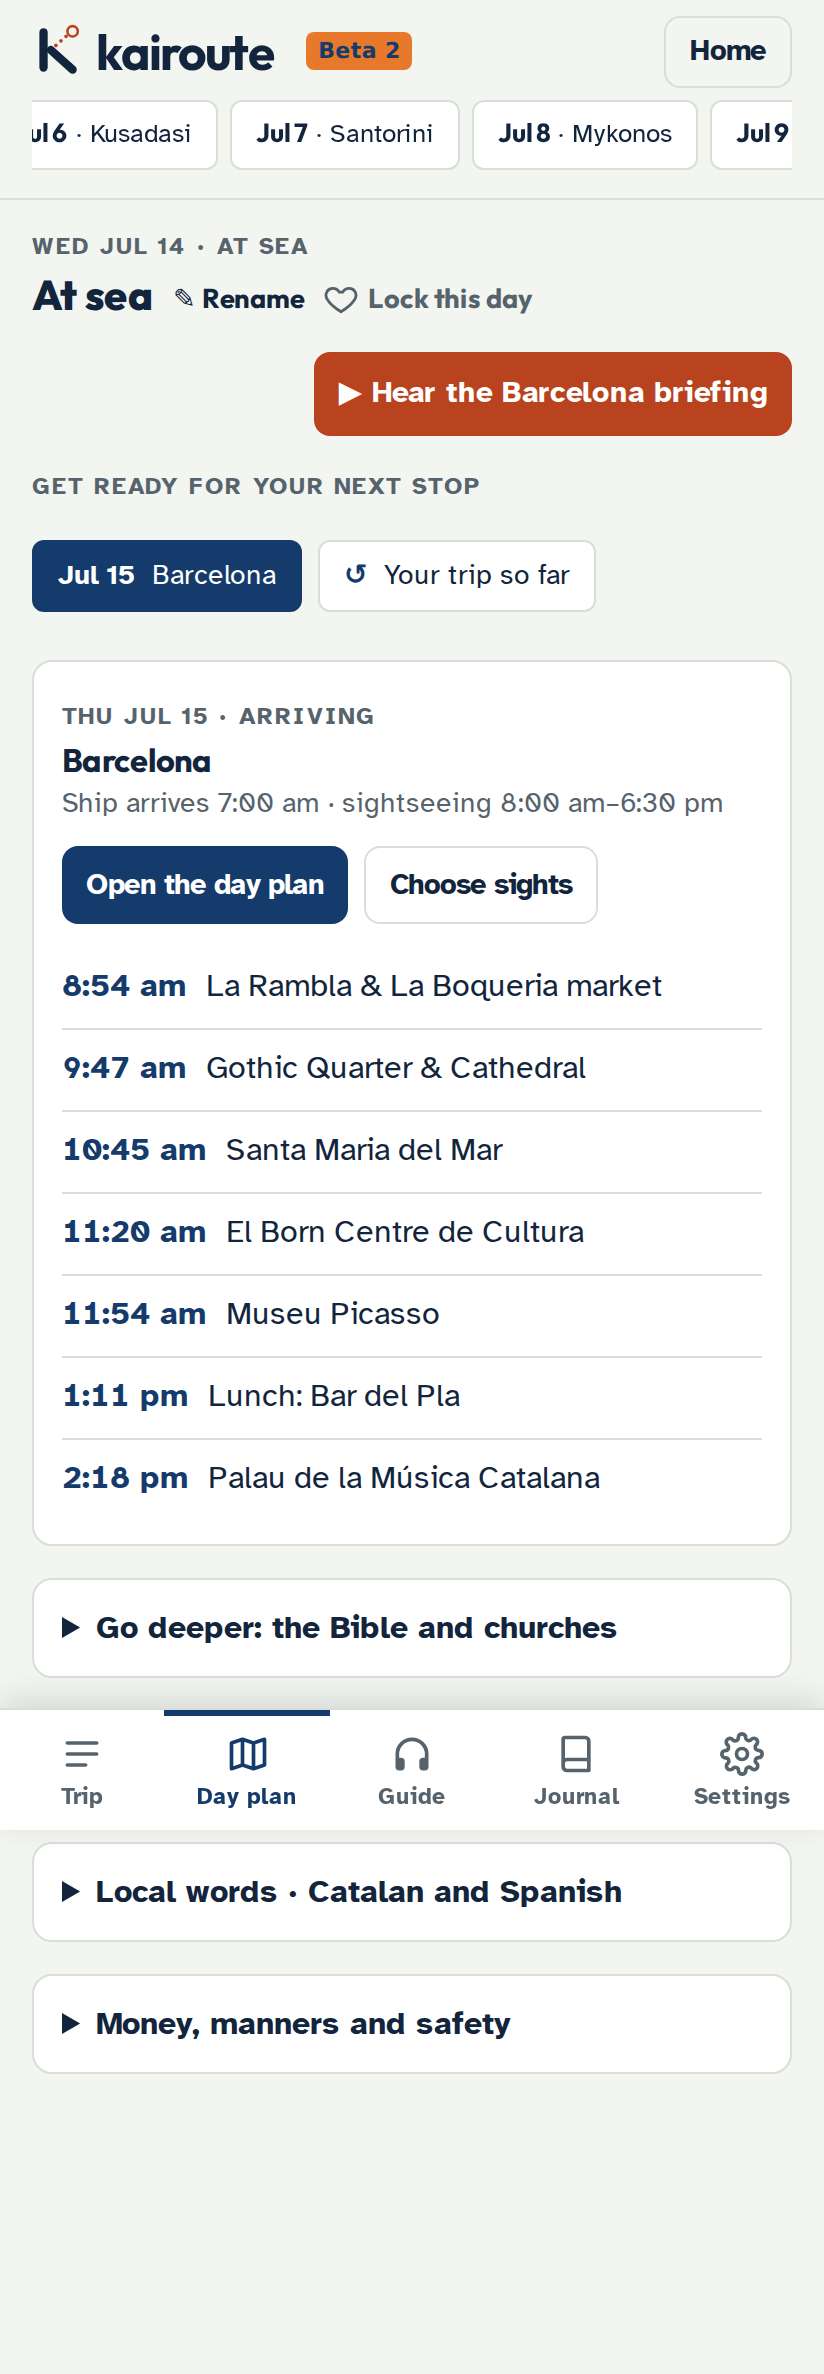 kairoute Beta 2 Home
ul 6 · Kusadasi Jul 7 · Santorini Jul 8 · Mykonos Jul 9
WED JUL 14 · AT SEA
At sea ✎ Rename Lock this day
▶ Hear the Barcelona briefing
GET READY FOR YOUR NEXT STOP
Jul 15 Barcelona ↺ Your trip so far
THU JUL 15 · ARRIVING
Barcelona
Ship arrives 7:00 am · sightseeing 8:00 am–6:30 pm
Open the day plan Choose sights
8:54 am La Rambla & La Boqueria market
9:47 am Gothic Quarter & Cathedral
10:45 am Santa Maria del Mar
11:20 am El Born Centre de Cultura
11:54 am Museu Picasso
1:11 pm Lunch: Bar del Pla
2:18 pm Palau de la Música Catalana
▶ Go deeper: the Bible and churches
Trip Day plan Guide Journal Settings
▶ Local words · Catalan and Spanish
▶ Money, manners and safety